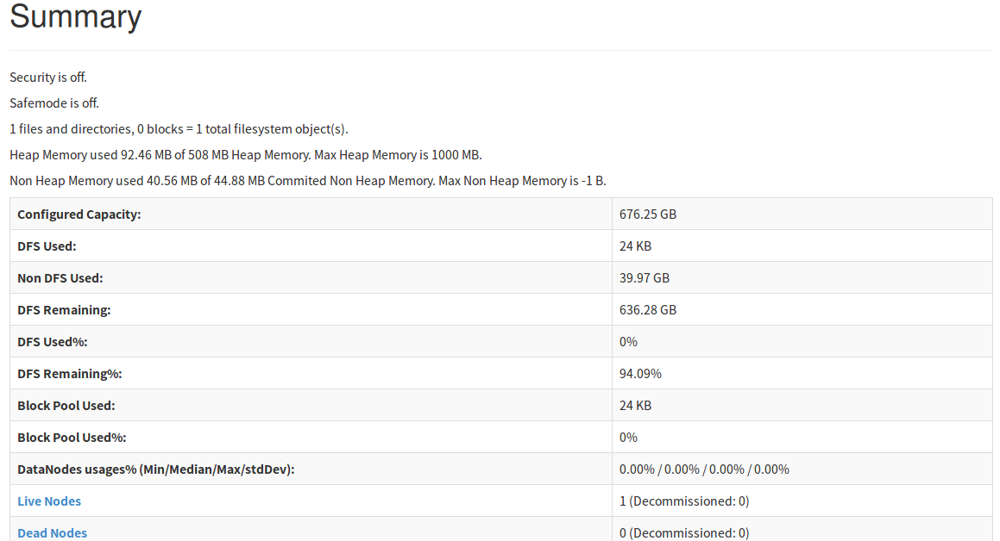 Summary
Security is off.
Safemode is off.
1 files and directories, 0 blocks = 1 total filesystem object(s).
Heap Memory used 92.46 MB of 508 MB Heap Memory. Max Heap Memory is 1000 MB.
Non Heap Memory used 40.56 MB of 44.88 MB Commited Non Heap Memory. Max Non Heap Memory is -1 B.
Configured Capacity: 676.25 GB
DFS Used: 24 KB
Non DFS Used: 39.97 GB
DFS Remaining: 636.28 GB
DFS Used%: 0%
DFS Remaining%: 94.09%
Block Pool Used: 24 KB
Block Pool Used%: 0%
DataNodes usages% (Min/Median/Max/stdDev): 0.00% / 0.00% / 0.00% / 0.00%
Live Nodes 1 (Decommissioned: 0)
Dead Nodes 0 (Decommissioned: 0)